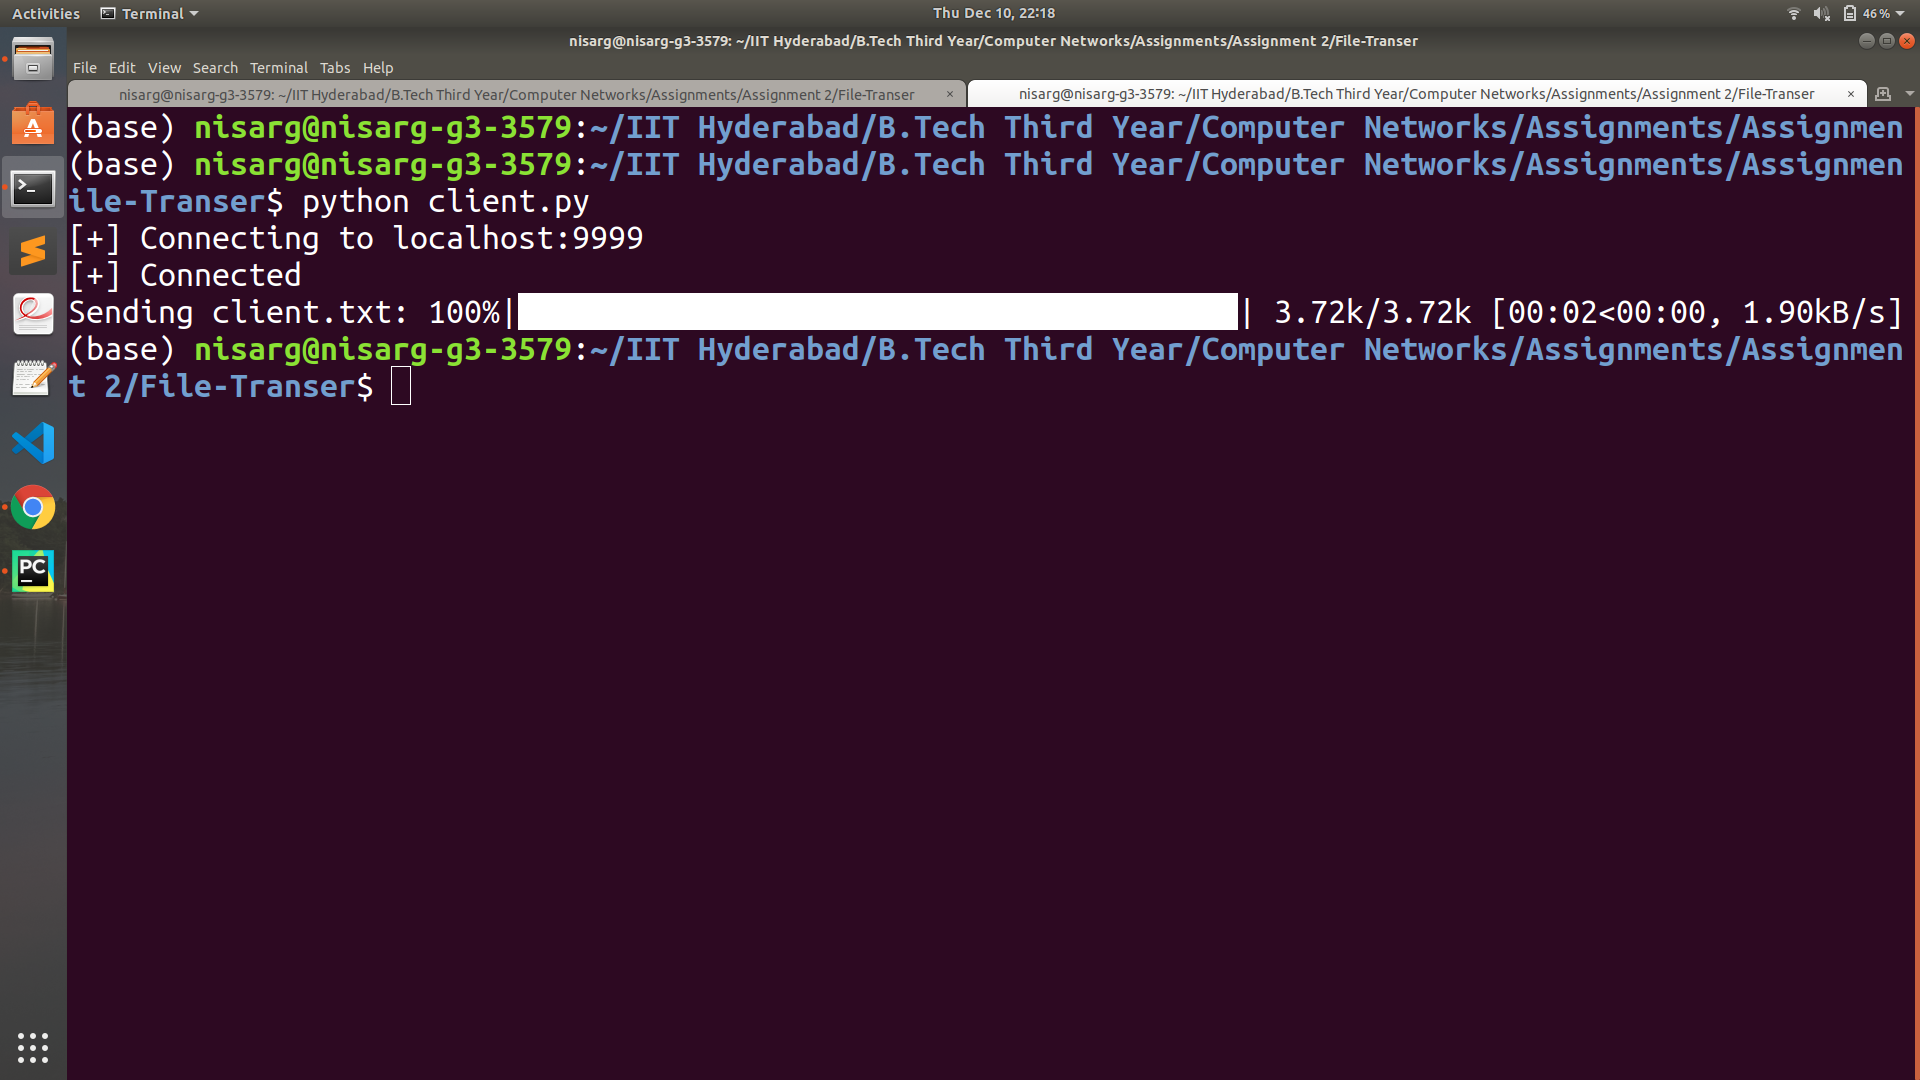 Activities Terminal Thu Dec 10, 22:18 46%
nisarg@nisarg-g3-3579: ~/IIT Hyderabad/B.Tech Third Year/Computer Networks/Assignments/Assignment 2/File-Transer
File Edit View Search Terminal Tabs Help
nisarg@nisarg-g3-3579: ~/IIT Hyderabad/B.Tech Third Year/Computer Networks/Assignments/Assignment 2/File-Transer × nisarg@nisarg-g3-3579: ~/IIT Hyderabad/B.Tech Third Year/Computer Networks/Assignments/Assignment 2/File-Transer ×
(base) nisarg@nisarg-g3-3579:~/IIT Hyderabad/B.Tech Third Year/Computer Networks/Assignments/Assignmen
(base) nisarg@nisarg-g3-3579:~/IIT Hyderabad/B.Tech Third Year/Computer Networks/Assignments/Assignmen
ile-Transer$ python client.py
[+] Connecting to localhost:9999
[+] Connected
Sending client.txt: 100%| | 3.72k/3.72k [00:02<00:00, 1.90kB/s]
(base) nisarg@nisarg-g3-3579:~/IIT Hyderabad/B.Tech Third Year/Computer Networks/Assignments/Assignmen
t 2/File-Transer$
PC